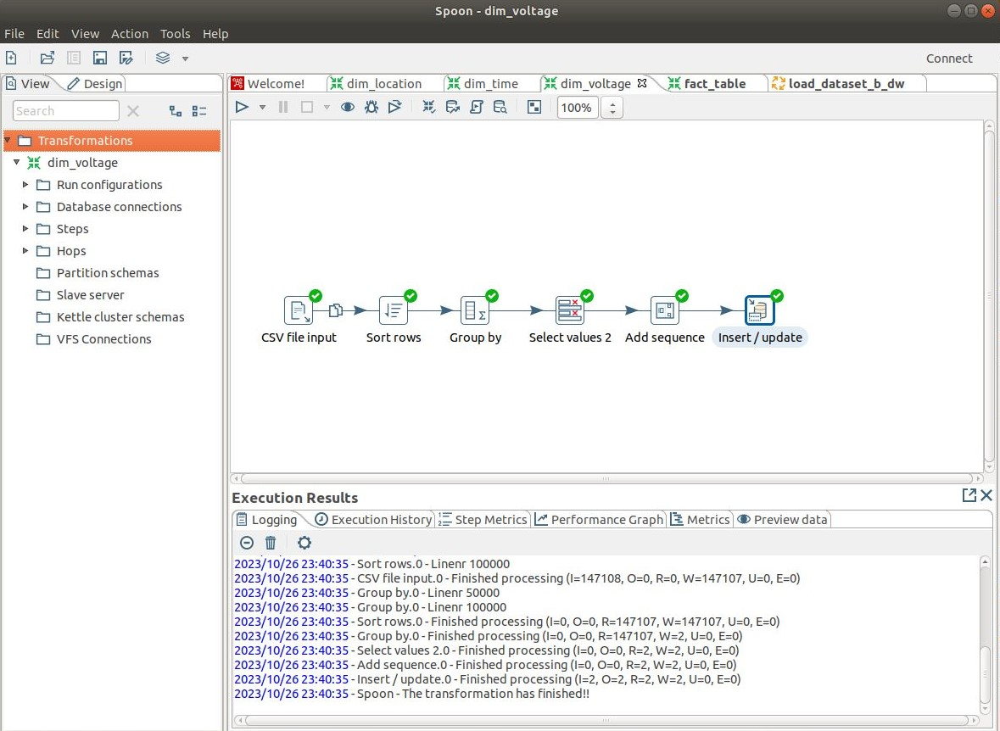 Spoon - dim_voltage
File Edit View Action Tools Help
Connect
View Design
Welcome! dim_location dim_time dim_voltage fact_table load_dataset_b_dw
Search
100%
Transformations
dim_voltage
Run configurations
Database connections
Steps
Hops
Partition schemas
Slave server
Kettle cluster schemas
VFS Connections
CSV file input Sort rows Group by Select values 2 Add sequence Insert / update
Execution Results
Logging Execution History Step Metrics Performance Graph Metrics Preview data
2023/10/26 23:40:35 - Sort rows.0 - Linenr 100000
2023/10/26 23:40:35 - CSV file input.0 - Finished processing (I=147108, O=0, R=0, W=147107, U=0, E=0)
2023/10/26 23:40:35 - Group by.0 - Linenr 50000
2023/10/26 23:40:35 - Group by.0 - Linenr 100000
2023/10/26 23:40:35 - Sort rows.0 - Finished processing (I=0, O=0, R=147107, W=147107, U=0, E=0)
2023/10/26 23:40:35 - Group by.0 - Finished processing (I=0, O=0, R=147107, W=2, U=0, E=0)
2023/10/26 23:40:35 - Select values 2.0 - Finished processing (I=0, O=0, R=2, W=2, U=0, E=0)
2023/10/26 23:40:35 - Add sequence.0 - Finished processing (I=0, O=0, R=2, W=2, U=0, E=0)
2023/10/26 23:40:35 - Insert / update.0 - Finished processing (I=2, O=2, R=2, W=2, U=0, E=0)
2023/10/26 23:40:35 - Spoon - The transformation has finished!!